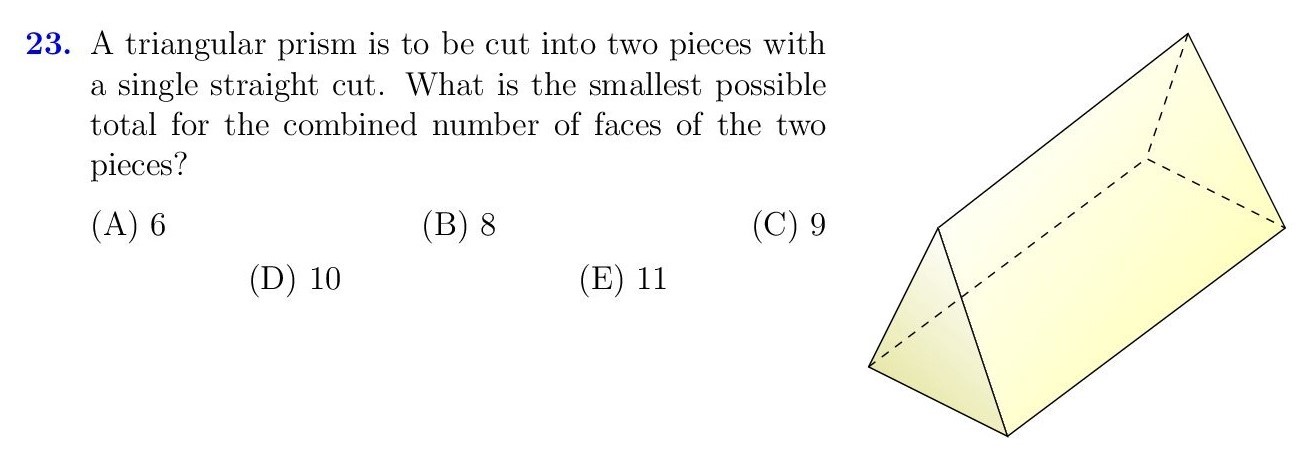 23. A triangular prism is to be cut into two pieces with
a single straight cut. What is the smallest possible
total for the combined number of faces of the two
pieces?
(A) 6 (B) 8 (C) 9
(D) 10 (E) 11